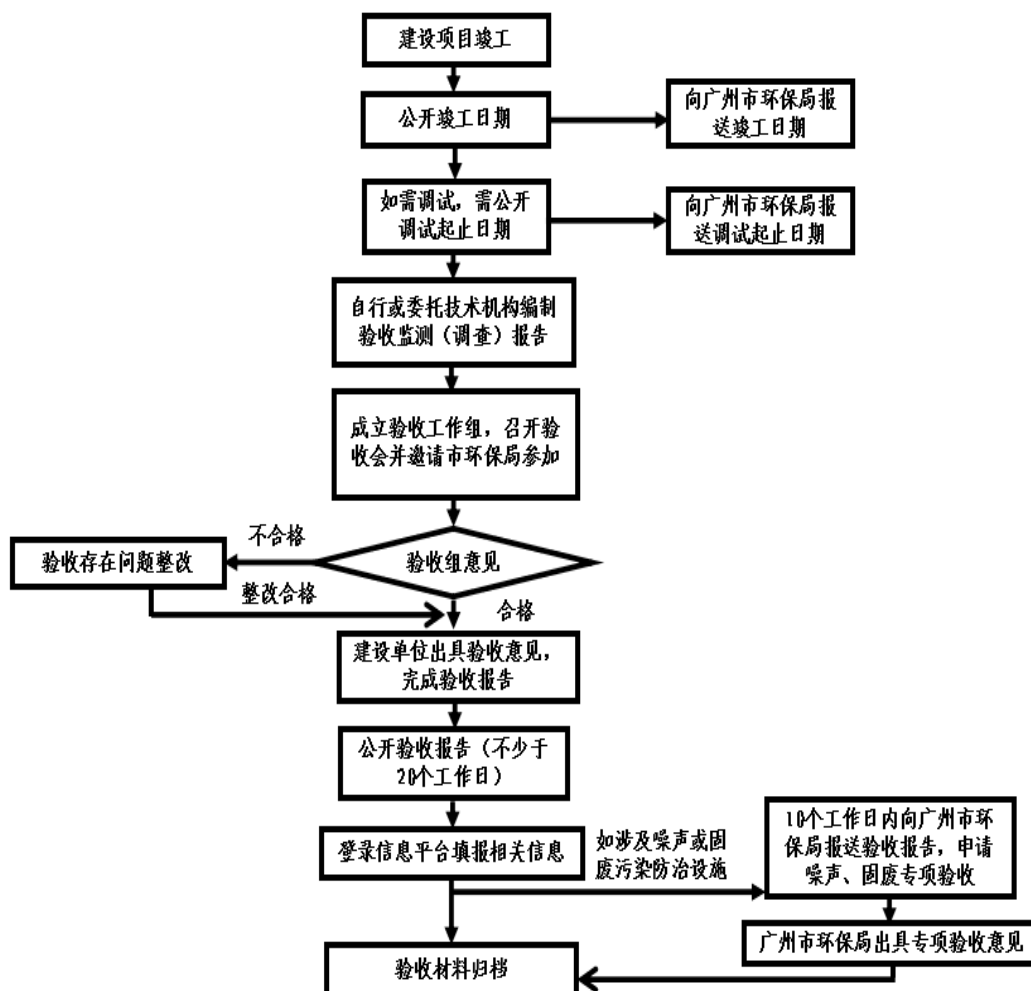 建设项目竣工
公开竣工日期
向广州市环保局报
送竣工日期
如需调试，需公开
调试起止日期
向广州市环保局报
送调试起止日期
自行或委托技术机构编制
验收监测（调查）报告
成立验收工作组，召开验
收会并邀请市环保局参加
不合格
验收组意见
验收存在问题整改
整改合格
合格
建设单位出具验收意见，
完成验收报告
公开验收报告（不少于
20个工作日）
登录信息平台填报相关信息
如涉及噪声或固
废污染防治设施
10个工作日内向广州市环
保局报送验收报告，申请
噪声、固废专项验收
广州市环保局出具专项验收意见
验收材料归档